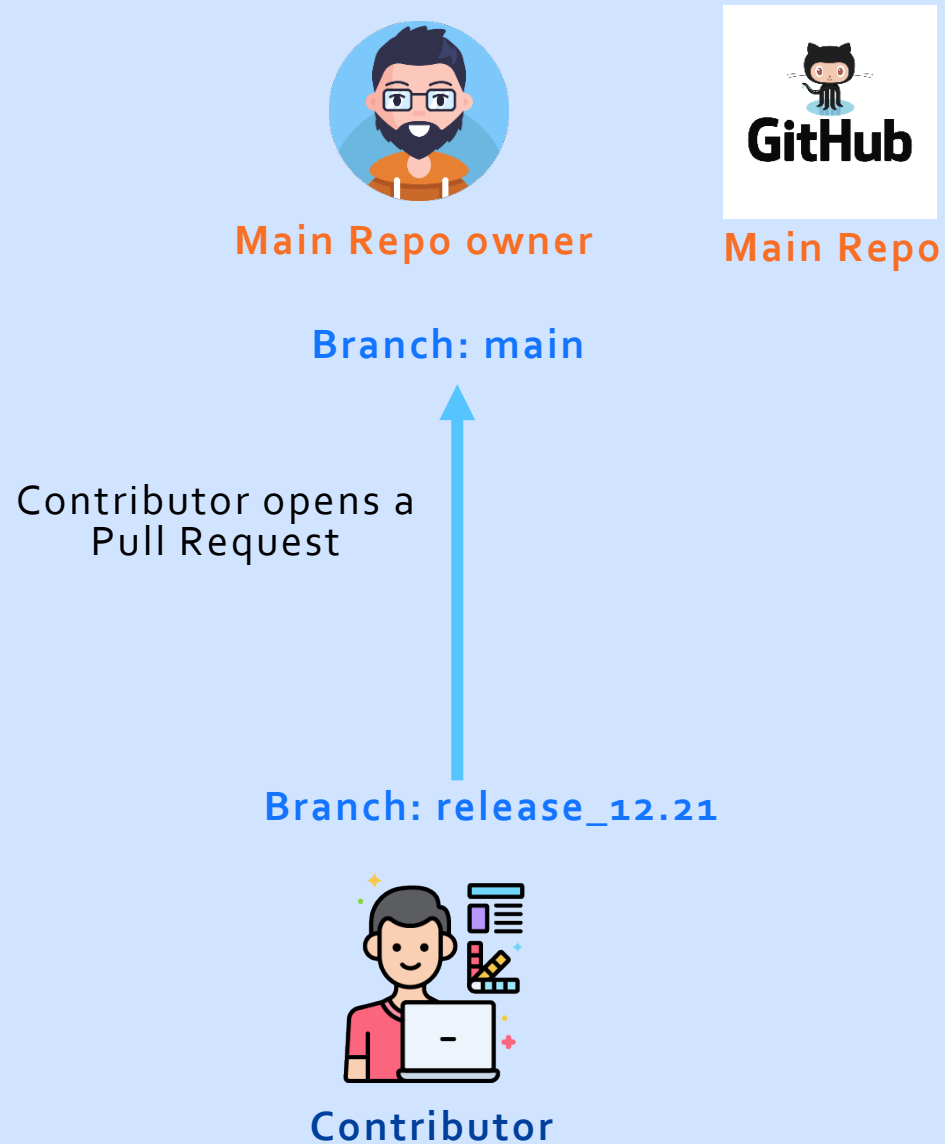 GitHub
Main Repo owner
Main Repo
Branch: main
Contributor opens a
Pull Request
Branch: release_12.21
Contributor